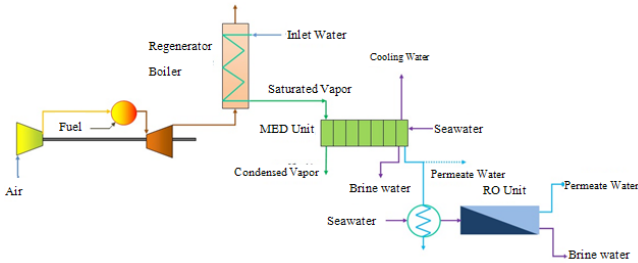 Inlet Water
Regenerator
Boiler
Cooling Water
Saturated Vapor
Fuel
MED Unit
Seawater
Condensed Vapor
Permeate Water
Air
Brine water
RO Unit
Permeate Water
Seawater
Brine water